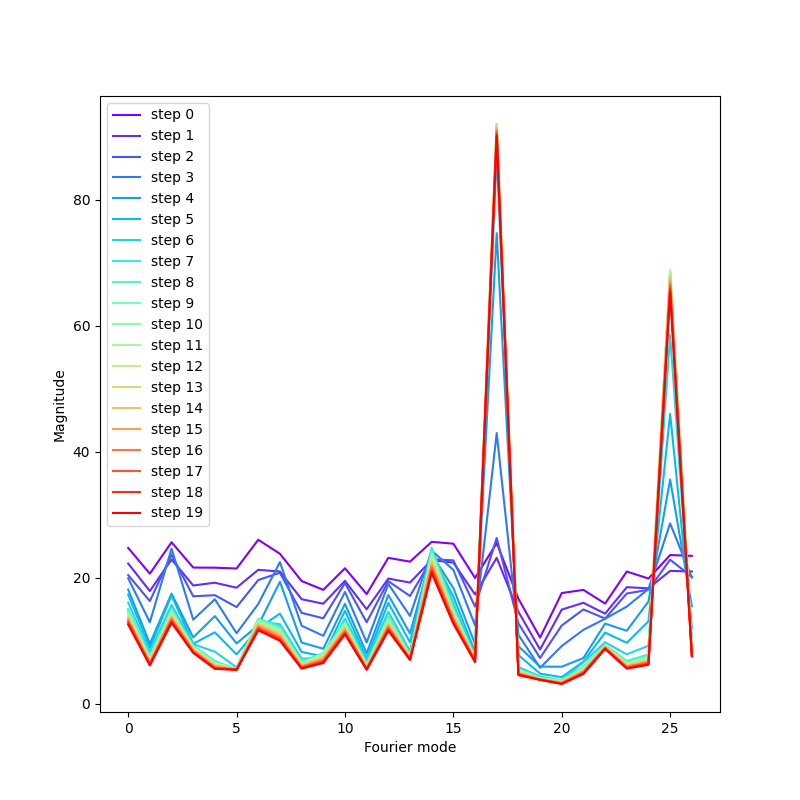 step 0
step 1
step 2
step 3
step 4
step 5
step 6
step 7
step 8
step 9
step 10
step 11
step 12
step 13
step 14
step 15
step 16
step 17
step 18
step 19
80
60
40
20
0
Magnitude
0 5 10 15 20 25
Fourier mode